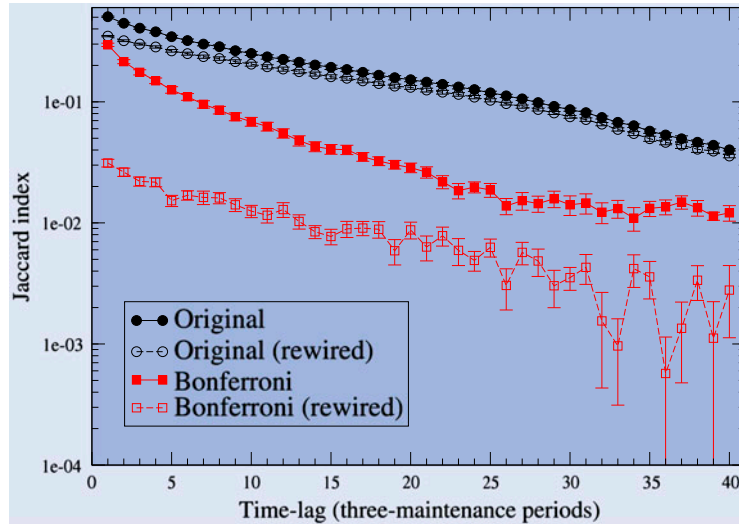 1e-01
1e-02
1e-03
1e-04
Jaccard index
Original
Original (rewired)
Bonferroni
Bonferroni (rewired)
0 5 10 15 20 25 30 35 40
Time-lag (three-maintenance periods)